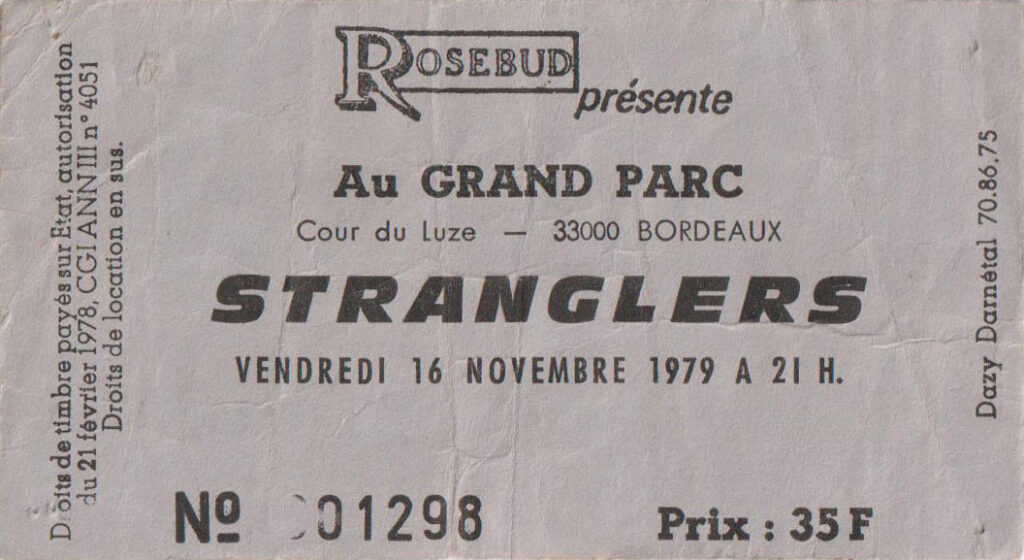 Droits de timbre payés sur Etat, autorisation
du 21 février 1978, CGI ANN III n° 4051
Droits de location en sus.
ROSEBUD
présente
Au GRAND PARC
Cour du Luze — 33000 BORDEAUX
STRANGLERS
VENDREDI 16 NOVEMBRE 1979 A 21 H.
Nº 001298
Prix : 35 F
Dazy Darnétal 70.86.75